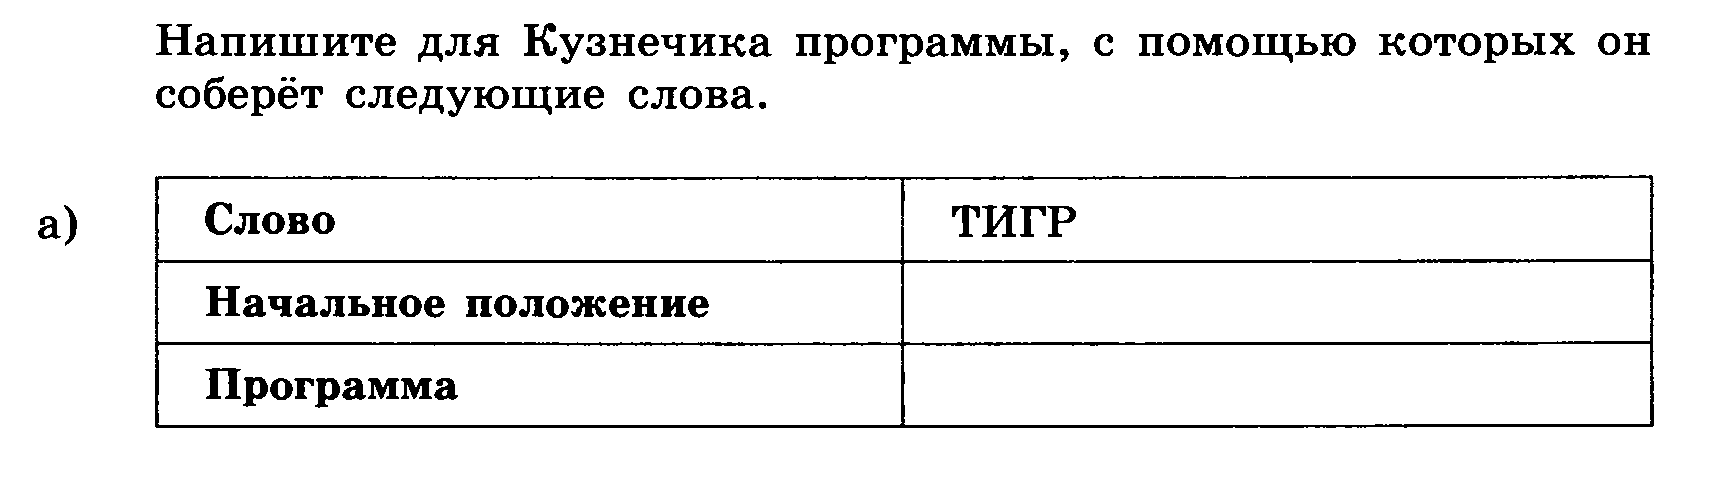 Напишите для Кузнечика программы, с помощью которых он
соберёт следующие слова.
а)
Слово ТИГР
Начальное положение
Программа